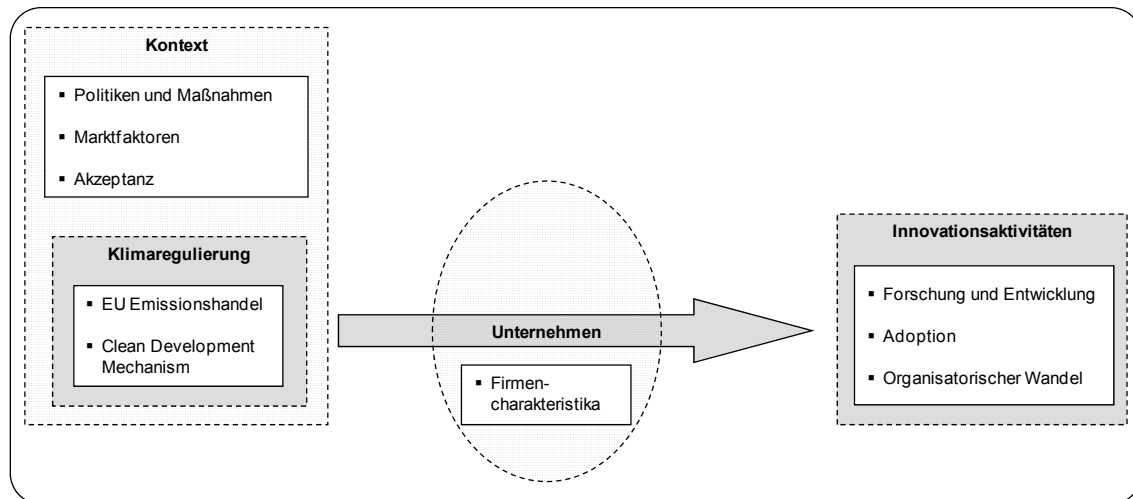 Kontext
▪ Politiken und Maßnahmen
▪ Marktfaktoren
▪ Akzeptanz
Klimaregulierung
▪ EU Emissionshandel
▪ Clean Development
Mechanism
Unternehmen
▪ Firmen-
charakteristika
Innovationsaktivitäten
▪ Forschung und Entwicklung
▪ Adoption
▪ Organisatorischer Wandel